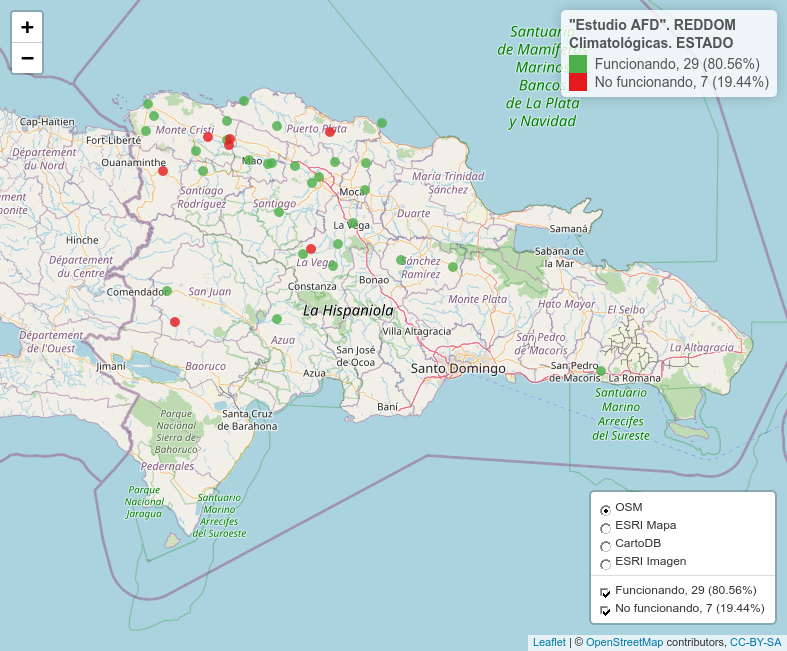 +
−
"Estudio AFD". REDDOM
Climatológicas. ESTADO
Funcionando, 29 (80.56%)
No funcionando, 7 (19.44%)
Santuario
de Mamíferos
Marinos
Bancos
de La Plata
y Navidad
Cap-Haïtien
Fort-Liberté
Monte Cristi
Puerto Plata
Département
du Nord
Ouanaminthe
Mao
María Trinidad
Sánchez
Santiago
Rodríguez
Moca
Santiago
Duarte
La Vega
Samaná
Hinche
Département
du Centre
La Vega
Sánchez
Ramírez
Sabana de
la Mar
Comendador
San Juan
Constanza
Bonao
Monte Plata
Hato Mayor
El Seibo
La Hispaniola
Département
de l'Ouest
Azua
Villa Altagracia
San Pedro
de Macorís
La Altagracia
San José
de Ocoa
Jimaní
Baoruco
Azua
Santo Domingo
San Pedro
de Macorís
La Romana
Parque
Nacional
Sierra de
Bahoruco
Santa Cruz
de Barahona
Baní
Santuario
Marino
Arrecifes
del Sureste
Pedernales
Parque
Nacional
Jaragua
Santuario
Marino
Arrecifes
del Suroeste
OSM
ESRI Mapa
CartoDB
ESRI Imagen
Funcionando, 29 (80.56%)
No funcionando, 7 (19.44%)
Leaflet | © OpenStreetMap contributors, CC-BY-SA